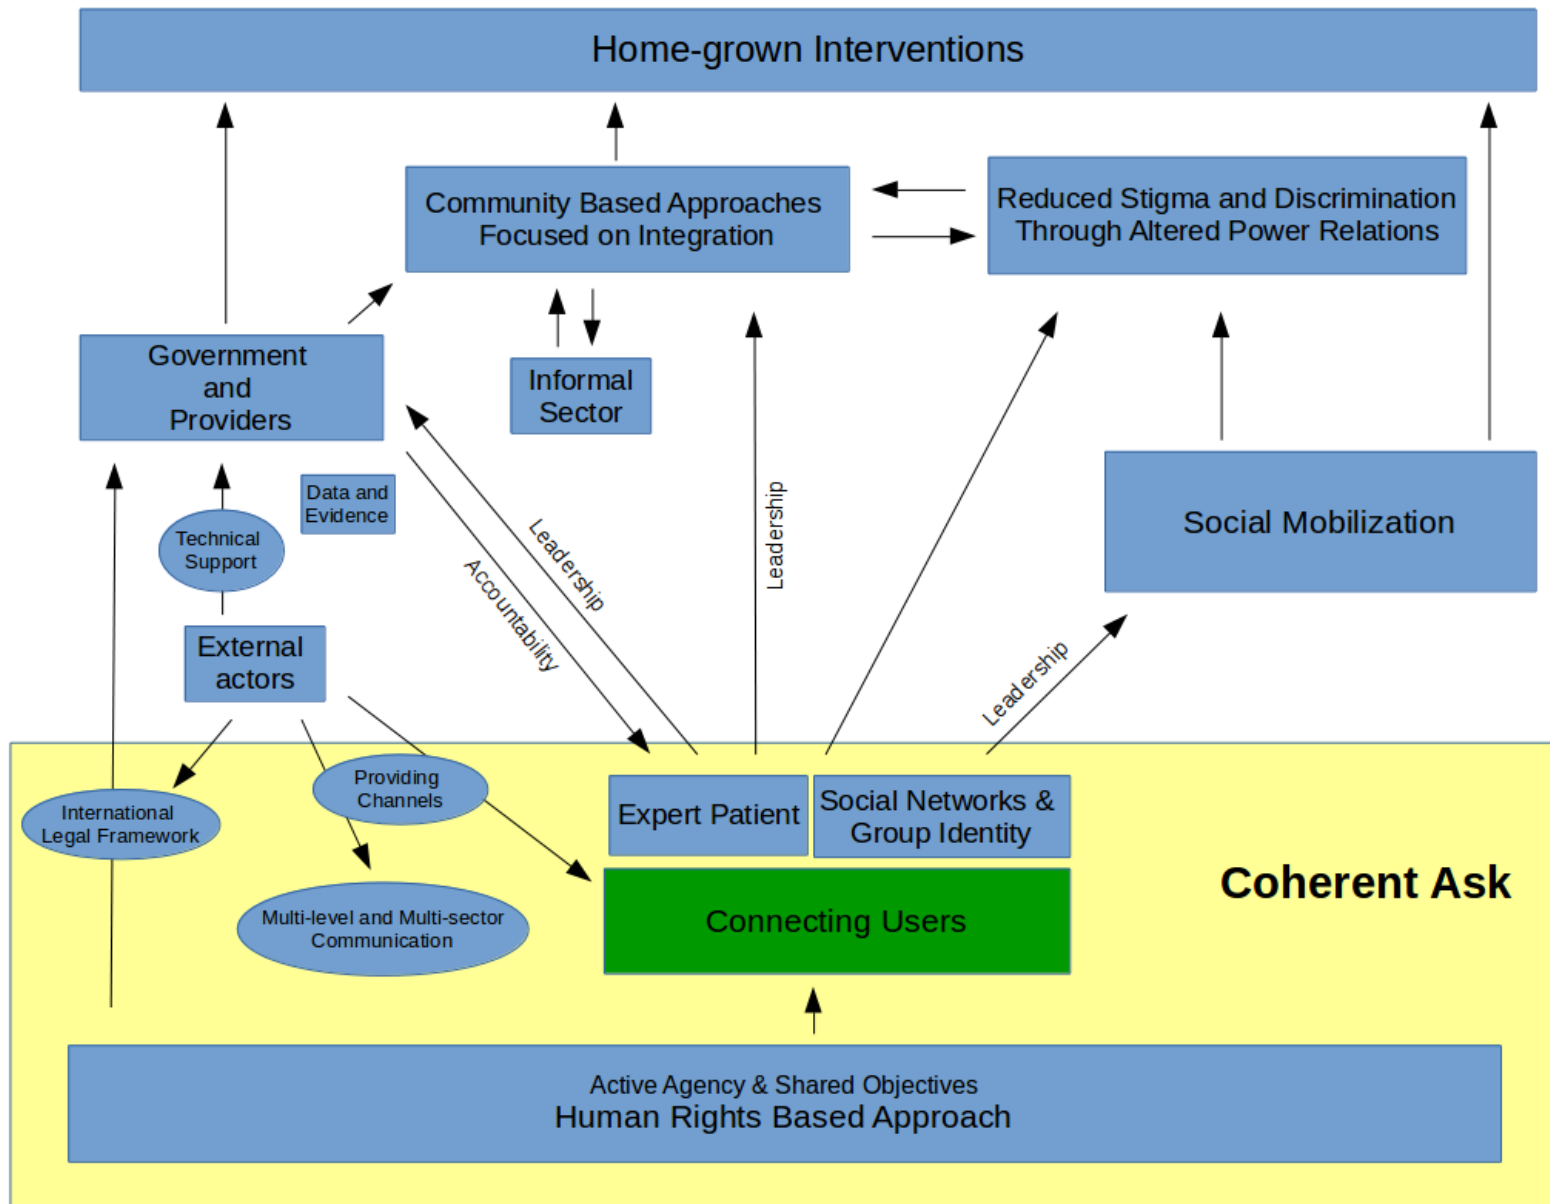 Home-grown Interventions
Community Based Approaches
Focused on Integration
Reduced Stigma and Discrimination
Through Altered Power Relations
Government
and
Providers
Informal
Sector
Data and
Evidence
Technical
Support
Leadership
Accountability
Leadership
Social Mobilization
External
actors
Leadership
Providing
Channels
International
Legal Framework
Expert Patient
Social Networks &
Group Identity
Coherent Ask
Multi-level and Multi-sector
Communication
Connecting Users
Active Agency & Shared Objectives
Human Rights Based Approach